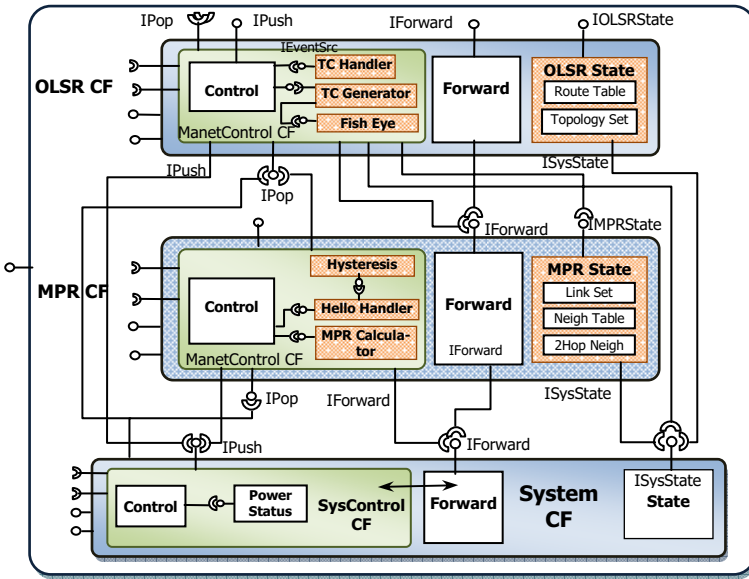 IPop
IPush
IForward
IOLSRState
IEventSrc
OLSR CF
Control
TC Handler
TC Generator
Fish Eye
ManetControl CF
Forward
OLSR State
Route Table
Topology Set
IPush
IPop
ISysState
IForward
IMPRState
MPR CF
Control
Hysteresis
Hello Handler
MPR Calcula-
tor
ManetControl CF
Forward
IForward
MPR State
Link Set
Neigh Table
2Hop Neigh
IPop
IForward
ISysState
IPush
IForward
Control
Power
Status
SysControl
CF
Forward
System
CF
ISysState
State